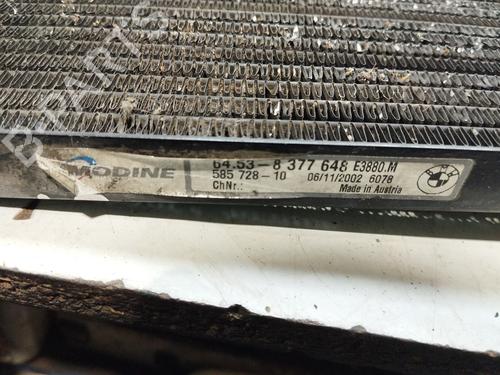 B-PARTS
MODINE
64.53- 8 377 648 E3880.M
585 728-10 06/11/2002 6078
ChNr.: Made in Austria
BMW